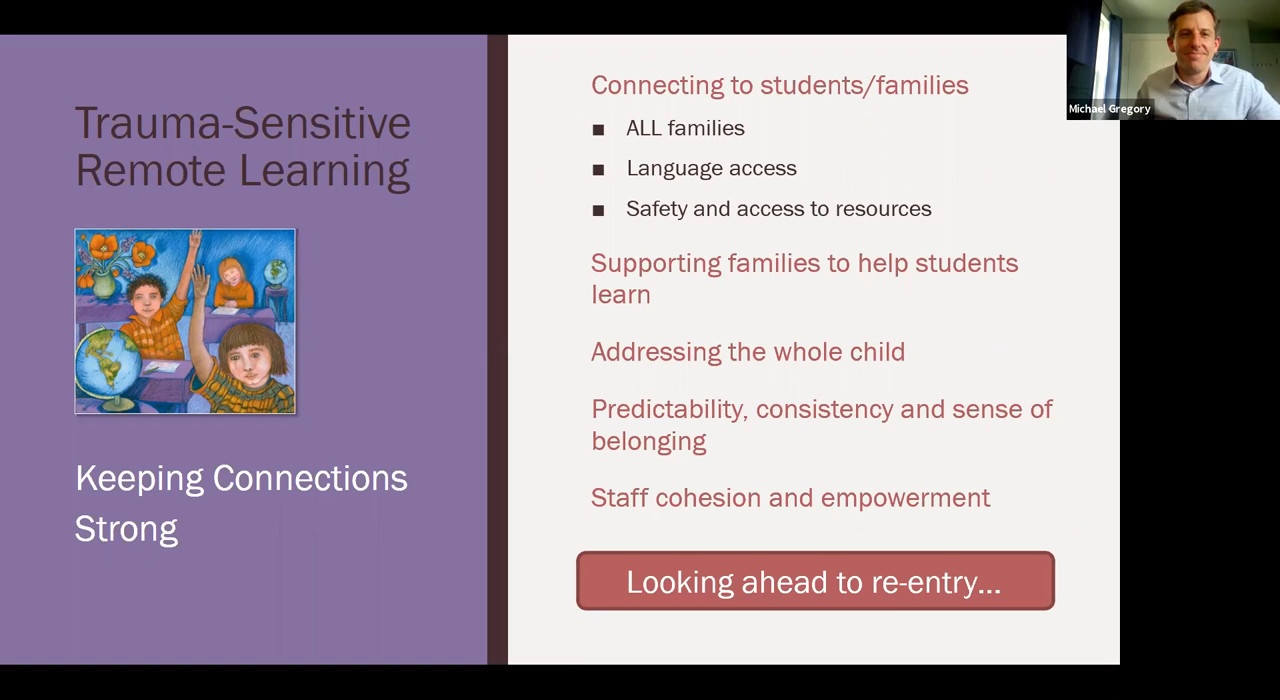 Trauma-Sensitive
Remote Learning
Keeping Connections
Strong
Connecting to students/families
■ ALL families
■ Language access
■ Safety and access to resources
Supporting families to help students
learn
Addressing the whole child
Predictability, consistency and sense of
belonging
Staff cohesion and empowerment
Looking ahead to re-entry...
Michael Gregory